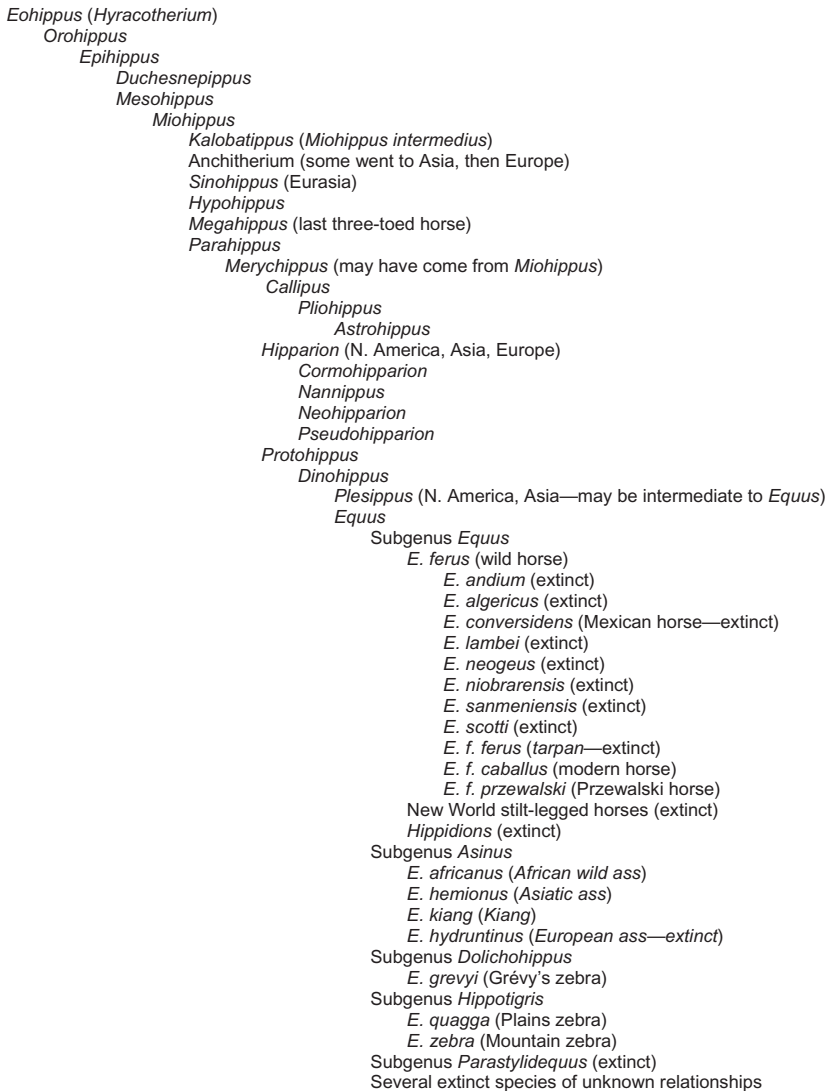 Eohippus (Hyracotherium)
Orohippus
Epihippus
Duchesnepippus
Mesohippus
Miohippus
Kalobatippus (Miohippus intermedius)
Anchitherium (some went to Asia, then Europe)
Sinohippus (Eurasia)
Hypohippus
Megahippus (last three-toed horse)
Parahippus
Merychippus (may have come from Miohippus)
Callipus
Pliohippus
Astrohippus
Hipparion (N. America, Asia, Europe)
Cormohipparion
Nannippus
Neohipparion
Pseudohipparion
Protohippus
Dinohippus
Plesippus (N. America, Asia—may be intermediate to Equus)
Equus
Subgenus Equus
E. ferus (wild horse)
E. andium (extinct)
E. algericus (extinct)
E. conversidens (Mexican horse—extinct)
E. lambei (extinct)
E. neogeus (extinct)
E. niobrarensis (extinct)
E. sanmeniensis (extinct)
E. scotti (extinct)
E. f. ferus (tarpan—extinct)
E. f. caballus (modern horse)
E. f. przewalski (Przewalski horse)
New World stilt-legged horses (extinct)
Hippidions (extinct)
Subgenus Asinus
E. africanus (African wild ass)
E. hemionus (Asiatic ass)
E. kiang (Kiang)
E. hydruntinus (European ass—extinct)
Subgenus Dolichohippus
E. grevyi (Grévy's zebra)
Subgenus Hippotigris
E. quagga (Plains zebra)
E. zebra (Mountain zebra)
Subgenus Parastylidequus (extinct)
Several extinct species of unknown relationships